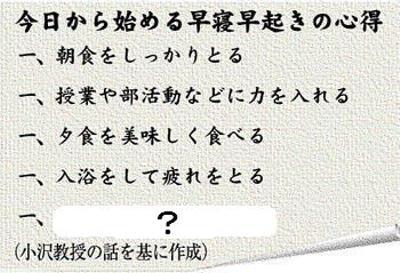 今日から始める早寝早起きの心得
一、朝食をしっかりとる
一、授業や部活動などに力を入れる
一、夕食を美味しく食べる
一、入浴をして疲れをとる
一、?
(小沢教授の話を基に作成)